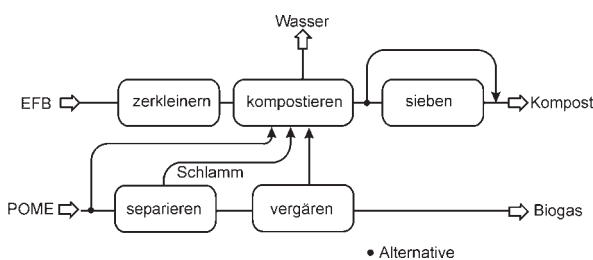 Wasser
EFB
zerkleinern
kompostieren
sieben
Kompost
Schlamm
POME
separieren
vergären
Biogas
• Alternative